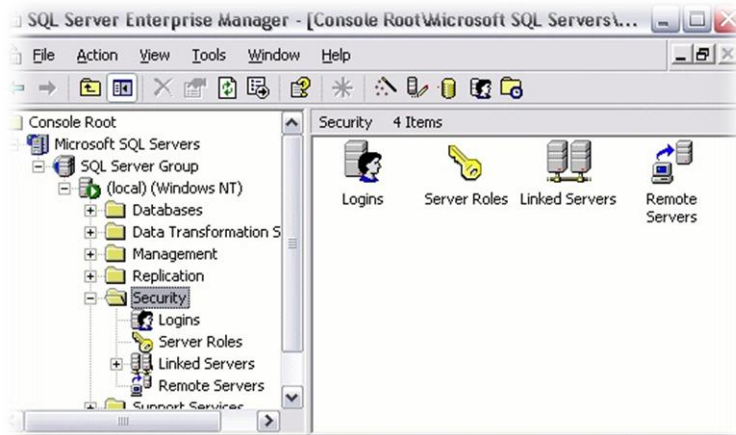 SQL Server Enterprise Manager - [Console Root\Microsoft SQL Servers\...
File Action View Tools Window Help
Console Root
Microsoft SQL Servers
SQL Server Group
(local) (Windows NT)
Databases
Data Transformation S
Management
Replication
Security
Logins
Server Roles
Linked Servers
Remote Servers
Support Services
Security 4 Items
Logins
Server Roles
Linked Servers
Remote
Servers